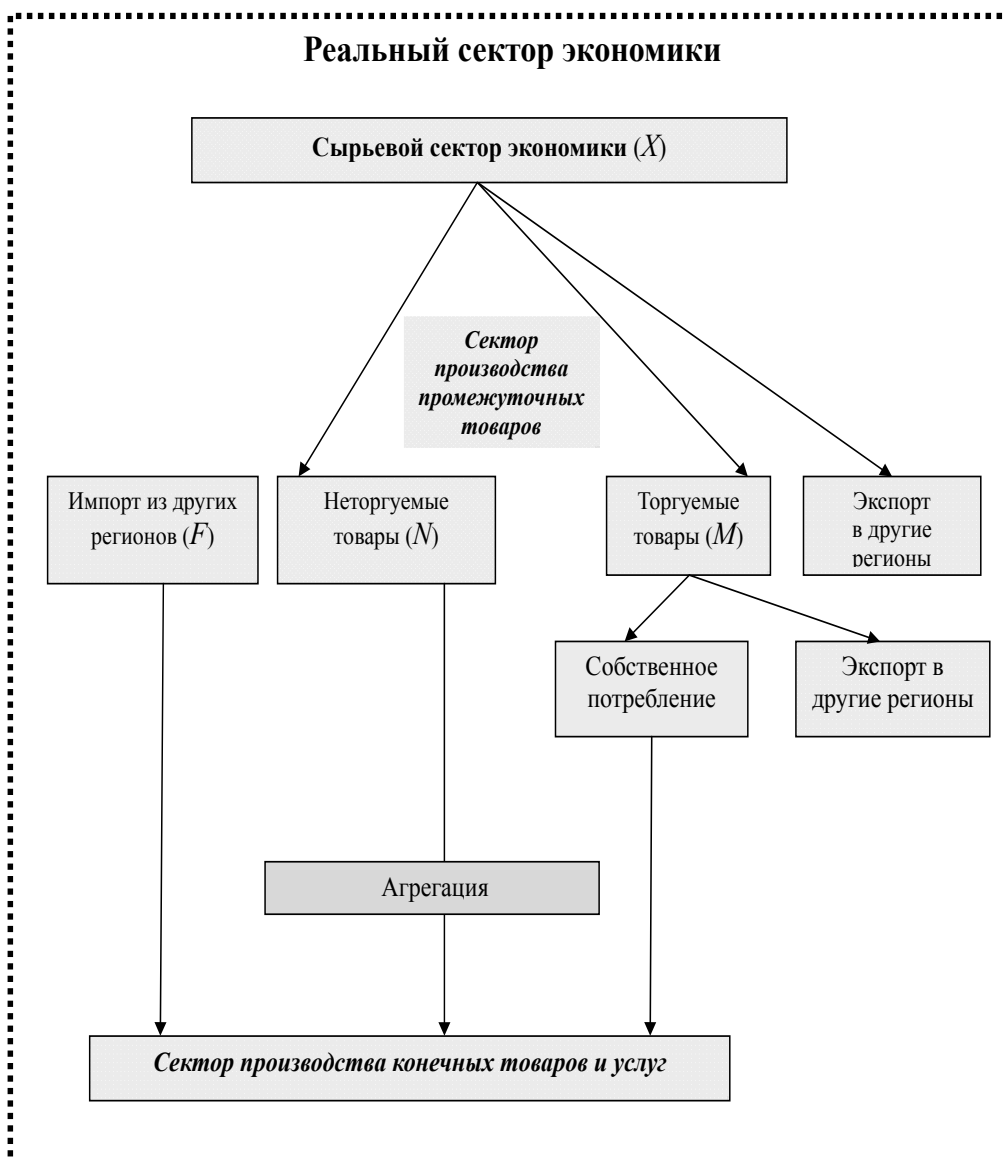 Реальный сектор экономики
Сырьевой сектор экономики (X)
Сектор
производства
промежуточных
товаров
Импорт из других
регионов (F)
Неторгуемые
товары (N)
Торгуемые
товары (M)
Экспорт
в другие
регионы
Собственное
потребление
Экспорт в
другие регионы
Агрегация
Сектор производства конечных товаров и услуг